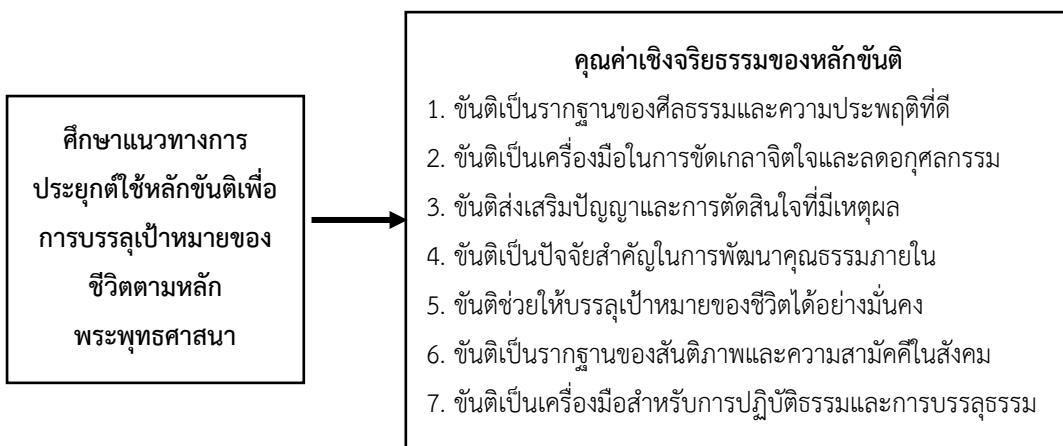 ศึกษาแนวทางการ
ประยุกต์ใช้หลักขันติเพื่อ
การบรรลุเป้าหมายของ
ชีวิตตามหลัก
พระพุทธศาสนา
คุณค่าเชิงจริยธรรมของหลักขันติ
1. ขันติเป็นรากฐานของศีลธรรมและความประพฤติที่ดี
2. ขันติเป็นเครื่องมือในการขัดเกลาจิตใจและลดอกุศลกรรม
3. ขันติส่งเสริมปัญญาและการตัดสินใจที่มีเหตุผล
4. ขันติเป็นปัจจัยสำคัญในการพัฒนาคุณธรรมภายใน
5. ขันติช่วยให้บรรลุเป้าหมายของชีวิตได้อย่างมั่นคง
6. ขันติเป็นรากฐานของสันติภาพและความสามัคคีในสังคม
7. ขันติเป็นเครื่องมือสำหรับการปฏิบัติธรรมและการบรรลุธรรม